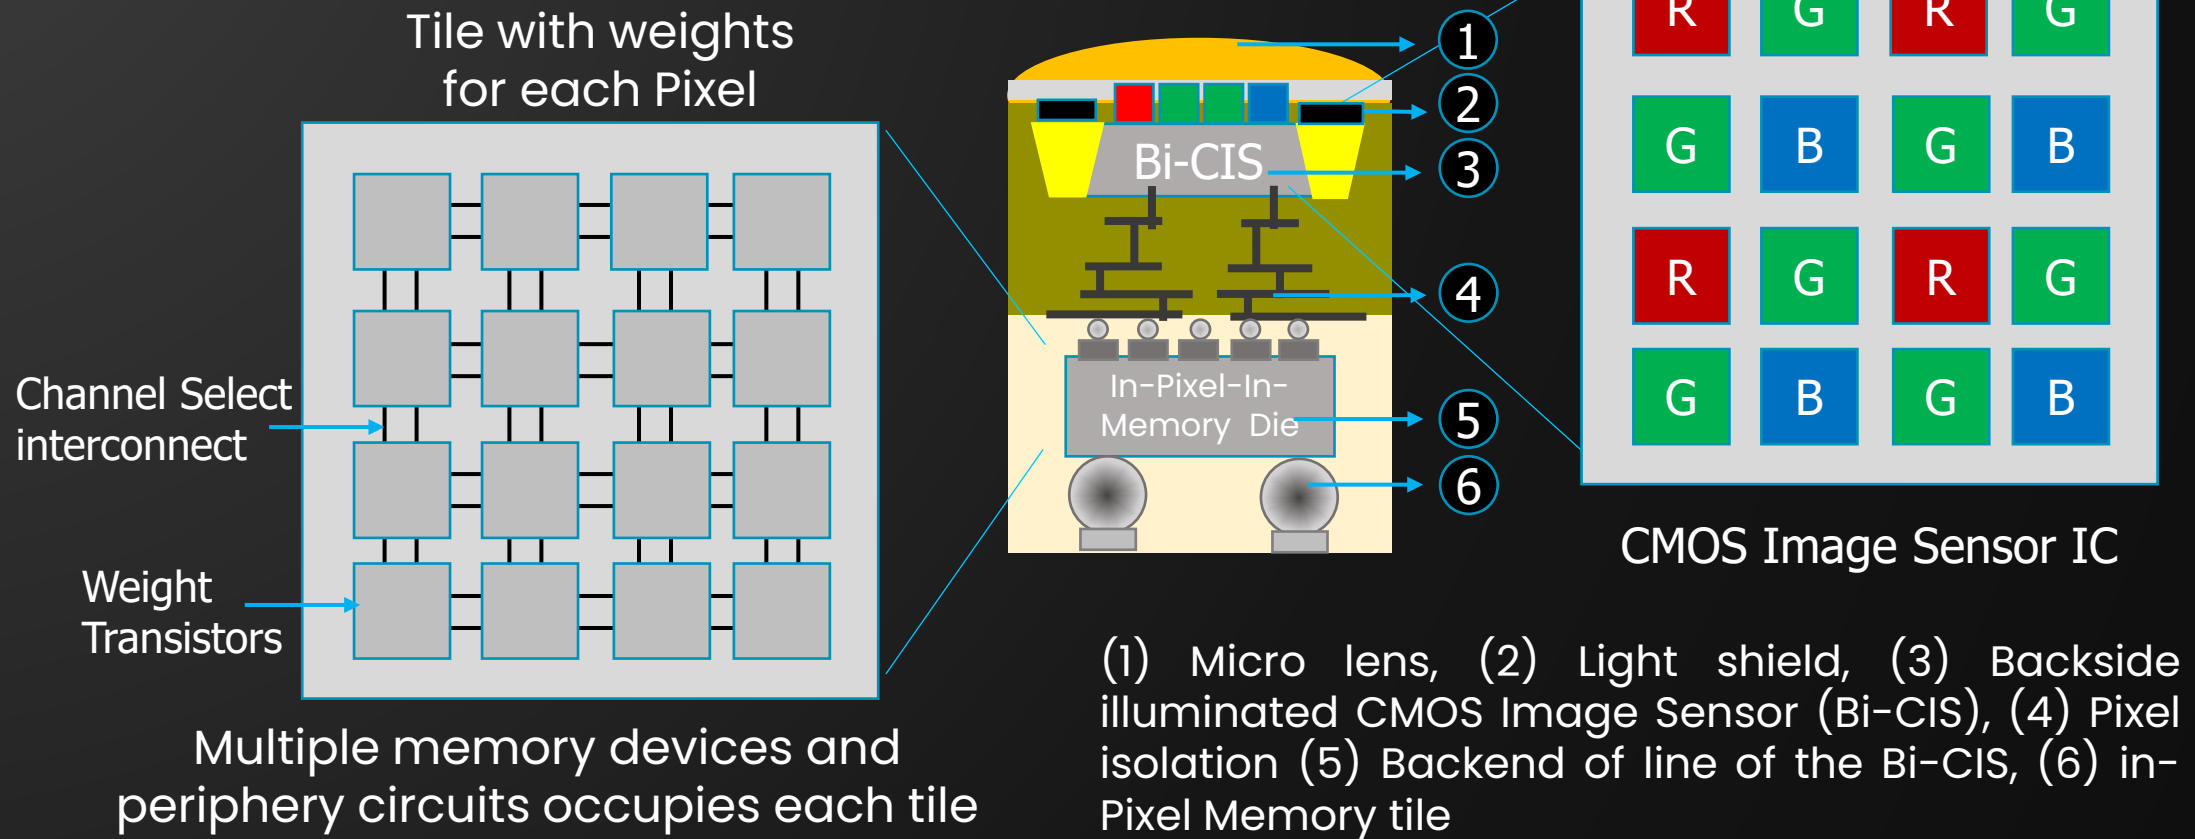 Tile with weights
for each Pixel
Channel Select
interconnect
Weight
Transistors
Multiple memory devices and
periphery circuits occupies each tile
Bi-CIS
In-Pixel-In-
Memory Die
1
2
3
4
5
6
R G R G
G B G B
R G R G
G B G B
CMOS Image Sensor IC
(1) Micro lens, (2) Light shield, (3) Backside
illuminated CMOS Image Sensor (Bi-CIS), (4) Pixel
isolation (5) Backend of line of the Bi-CIS, (6) in-
Pixel Memory tile